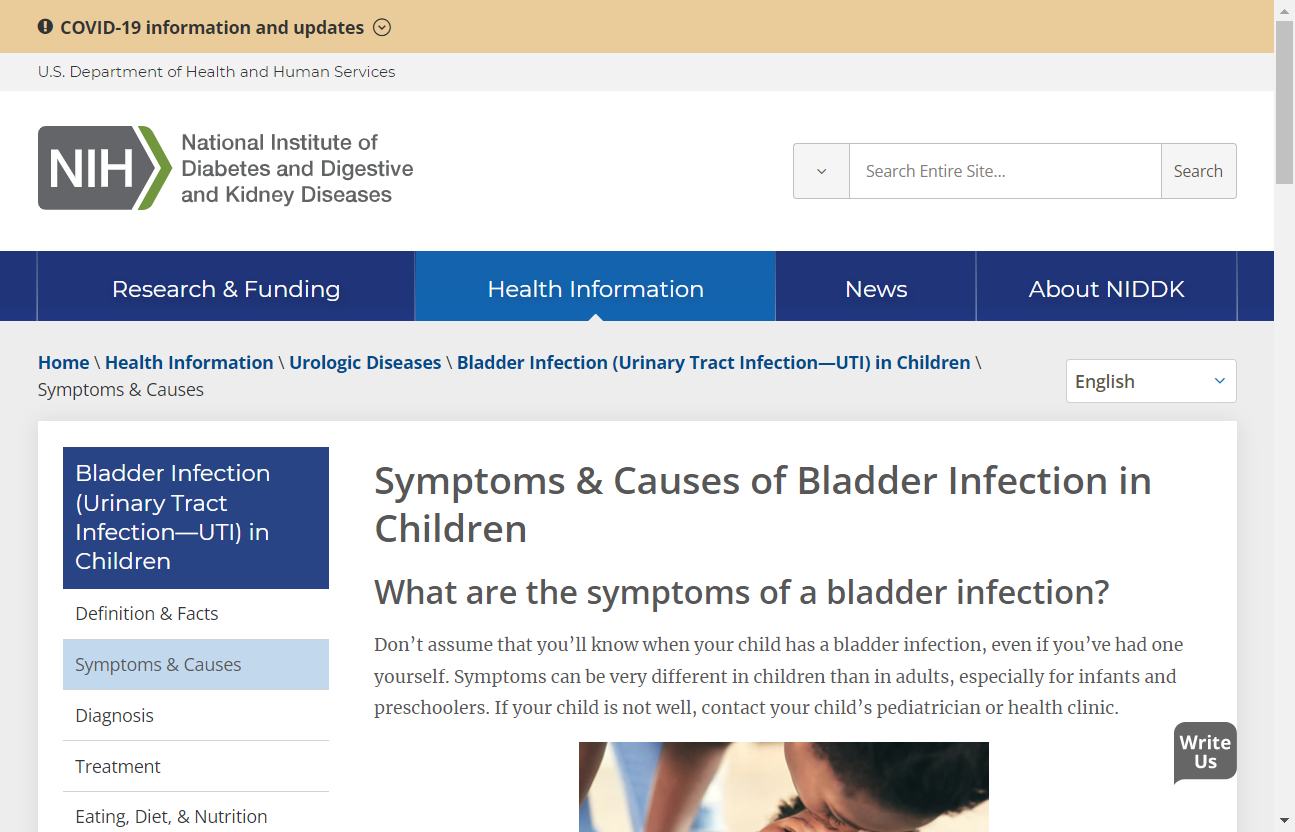 COVID-19 information and updates
U.S. Department of Health and Human Services
NIH
National Institute of
Diabetes and Digestive
and Kidney Diseases
Search Entire Site...
Search
Research & Funding
Health Information
News
About NIDDK
Home \ Health Information \ Urologic Diseases \ Bladder Infection (Urinary Tract Infection—UTI) in Children \
Symptoms & Causes
English
Bladder Infection
(Urinary Tract
Infection—UTI) in
Children
Definition & Facts
Symptoms & Causes
Diagnosis
Treatment
Eating, Diet, & Nutrition
Symptoms & Causes of Bladder Infection in
Children
What are the symptoms of a bladder infection?
Don’t assume that you’ll know when your child has a bladder infection, even if you’ve had one
yourself. Symptoms can be very different in children than in adults, especially for infants and
preschoolers. If your child is not well, contact your child’s pediatrician or health clinic.
Write
Us